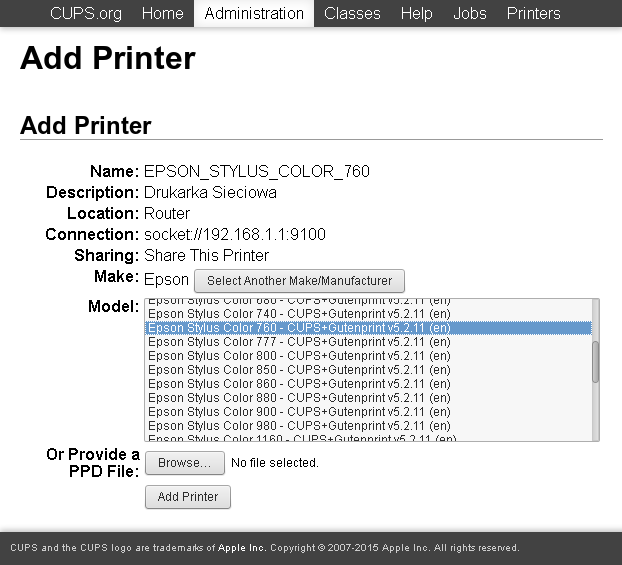 CUPS.org Home Administration Classes Help Jobs Printers
Add Printer
Add Printer
Name: EPSON_STYLUS_COLOR_760
Description: Drukarka Sieciowa
Location: Router
Connection: socket://192.168.1.1:9100
Sharing: Share This Printer
Make: Epson Select Another Make/Manufacturer
Model:
Epson Stylus Color 680 - CUPS+Gutenprint v5.2.11 (en)
Epson Stylus Color 740 - CUPS+Gutenprint v5.2.11 (en)
Epson Stylus Color 760 - CUPS+Gutenprint v5.2.11 (en)
Epson Stylus Color 777 - CUPS+Gutenprint v5.2.11 (en)
Epson Stylus Color 800 - CUPS+Gutenprint v5.2.11 (en)
Epson Stylus Color 850 - CUPS+Gutenprint v5.2.11 (en)
Epson Stylus Color 860 - CUPS+Gutenprint v5.2.11 (en)
Epson Stylus Color 880 - CUPS+Gutenprint v5.2.11 (en)
Epson Stylus Color 900 - CUPS+Gutenprint v5.2.11 (en)
Epson Stylus Color 980 - CUPS+Gutenprint v5.2.11 (en)
Epson Stylus Color 1160 - CUPS+Gutenprint v5.2.11 (en)
Or Provide a
PPD File: Browse... No file selected.
Add Printer
CUPS and the CUPS logo are trademarks of Apple Inc. Copyright © 2007-2015 Apple Inc. All rights reserved.